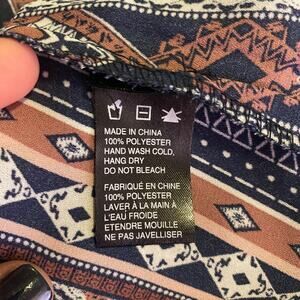 MADE IN CHINA
100% POLYESTER
HAND WASH COLD,
HANG DRY
DO NOT BLEACH
FABRIQUÉ EN CHINE
100% POLYESTER
LAVER À LA MAIN À
L'EAU FROIDE
ETENDRE MOUILLE
NE PAS JAVELLISER